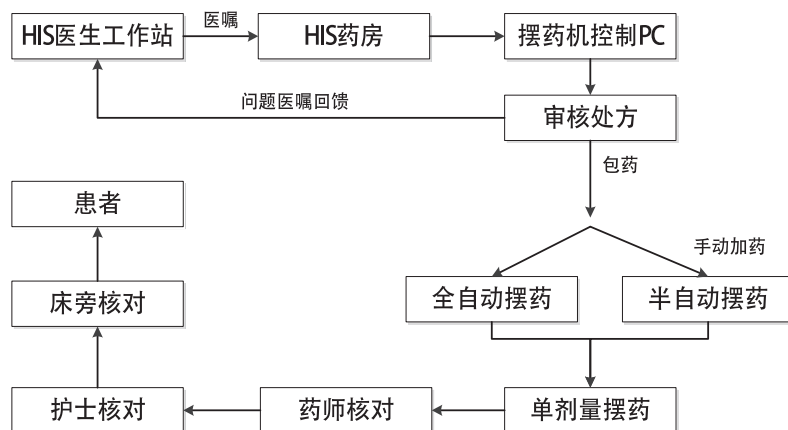 HIS医生工作站
医嘱
HIS药房
摆药机控制PC
问题医嘱回馈
审核处方
包药
患者
手动加药
床旁核对
全自动摆药
半自动摆药
护士核对
药师核对
单剂量摆药